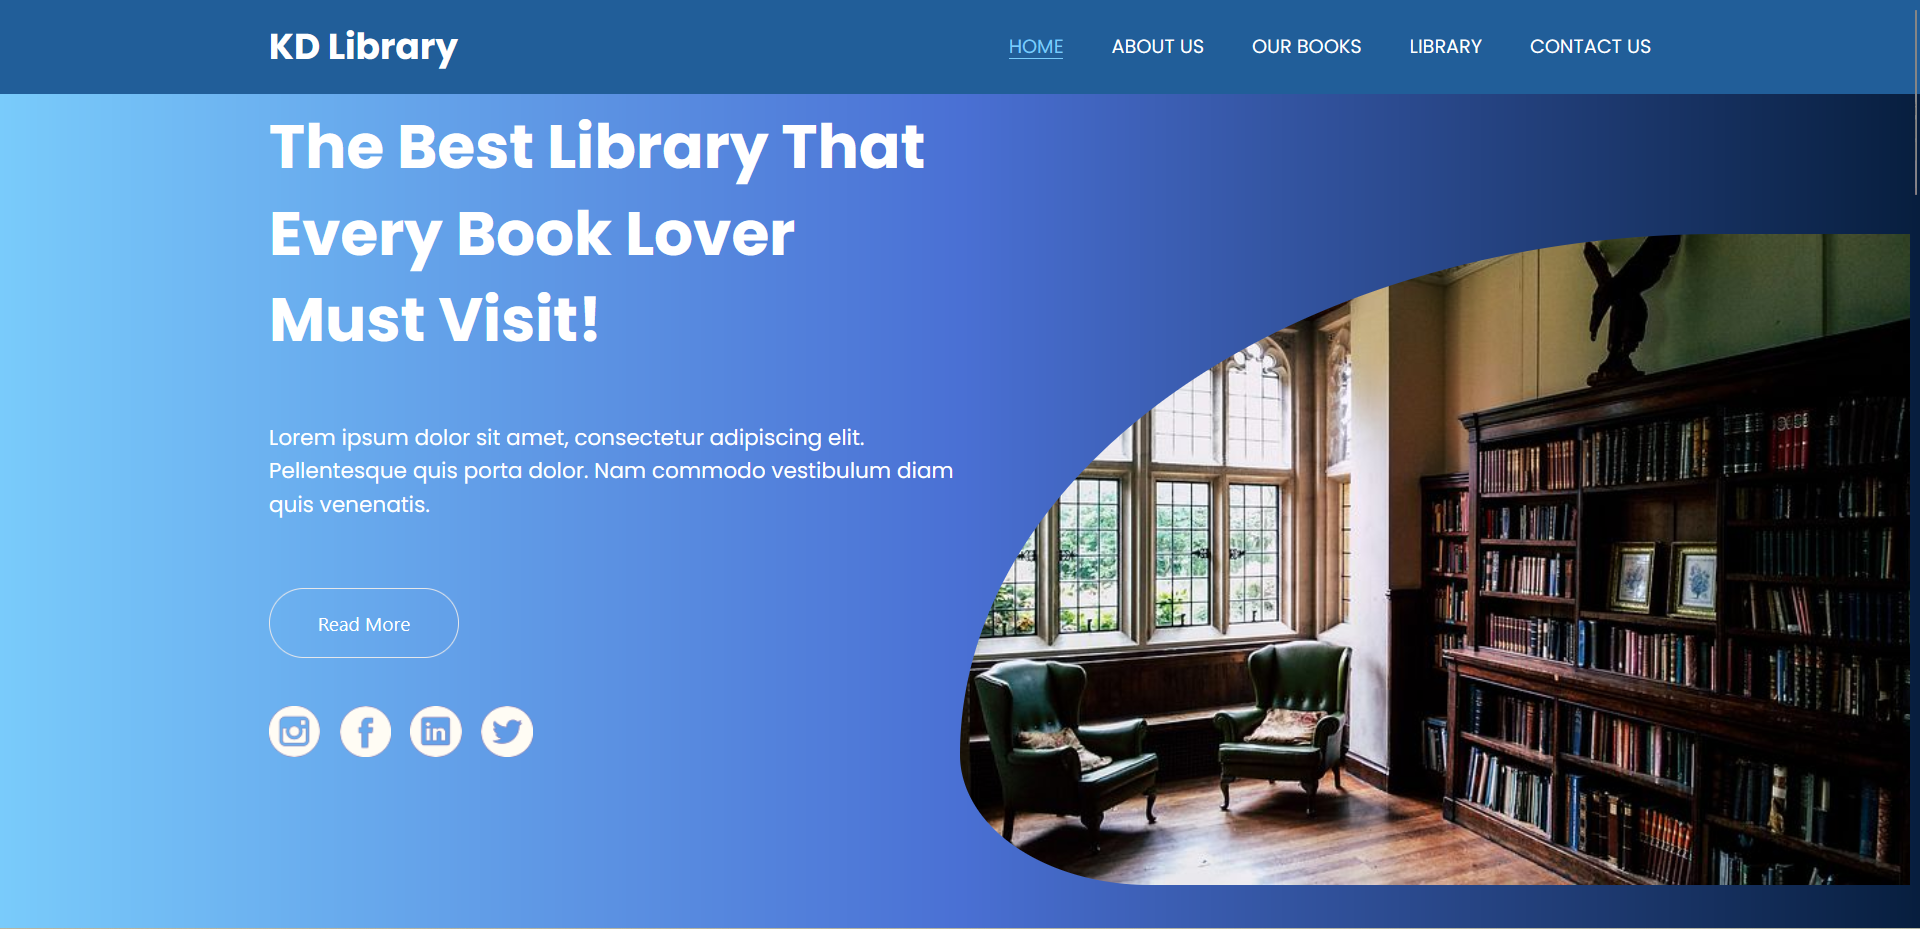 KD Library
HOME ABOUT US OUR BOOKS LIBRARY CONTACT US
The Best Library That
Every Book Lover
Must Visit!
Lorem ipsum dolor sit amet, consectetur adipiscing elit.
Pellentesque quis porta dolor. Nam commodo vestibulum diam
quis venenatis.
Read More